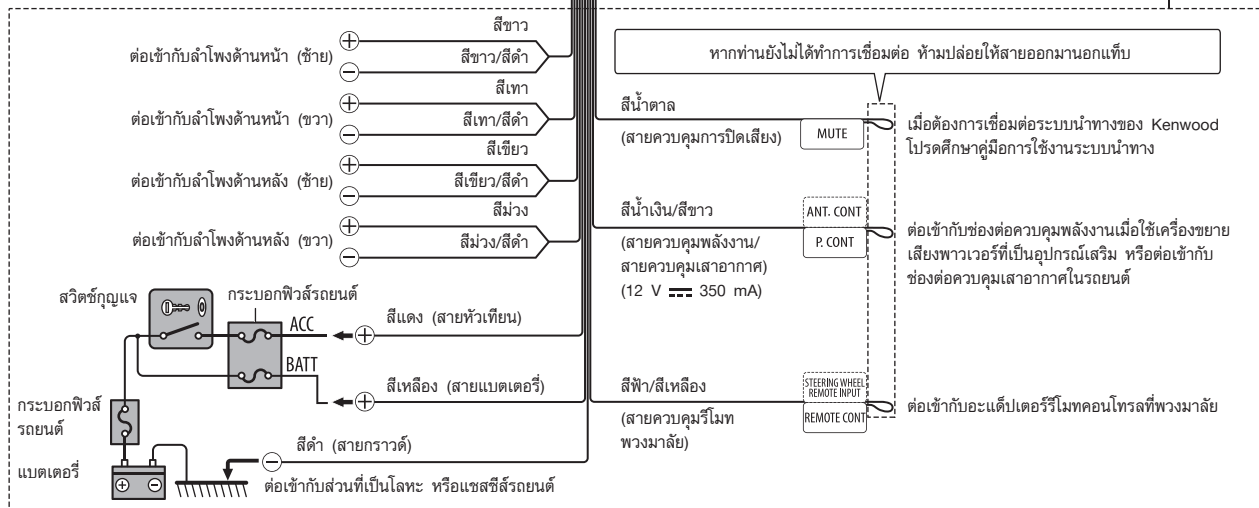 สีขาว
ต่อเข้ากับลำโพงด้านหน้า (ซ้าย)
สีขาว/สีดำ
สีเทา
ต่อเข้ากับลำโพงด้านหน้า (ขวา)
สีเทา/สีดำ
สีเขียว
ต่อเข้ากับลำโพงด้านหลัง (ซ้าย)
สีเขียว/สีดำ
สีม่วง
ต่อเข้ากับลำโพงด้านหลัง (ขวา)
สีม่วง/สีดำ
สวิตช์กุญแจ
กระบอกฟิวส์รถยนต์
ACC
สีแดง (สายหัวเทียน)
BATT
สีเหลือง (สายแบตเตอรี่)
กระบอกฟิวส์
รถยนต์
สีดำ (สายกราวด์)
แบตเตอรี่
ต่อเข้ากับส่วนที่เป็นโลหะ หรือแชสซีส์รถยนต์
หากท่านยังไม่ได้ทำการเชื่อมต่อ ห้ามปล่อยให้สายออกมานอกแท็บ
สีน้ำตาล
(สายควบคุมการปิดเสียง)
MUTE
เมื่อต้องการเชื่อมต่อระบบนำทางของ Kenwood
โปรดศึกษาคู่มือการใช้งานระบบนำทาง
สีน้ำเงิน/สีขาว
(สายควบคุมพลังงาน/
สายควบคุมเสาอากาศ)
(12 V ⎓ 350 mA)
ANT. CONT
P. CONT
ต่อเข้ากับช่องต่อควบคุมพลังงานเมื่อใช้เครื่องขยาย
เสียงพาวเวอร์ที่เป็นอุปกรณ์เสริม หรือต่อเข้ากับ
ช่องต่อควบคุมเสาอากาศในรถยนต์
สีฟ้า/สีเหลือง
(สายควบคุมรีโมท
พวงมาลัย)
STEERING WHEEL
REMOTE INPUT
REMOTE CONT
ต่อเข้ากับอะแด็ปเตอร์รีโมทคอนโทรลที่พวงมาลัย